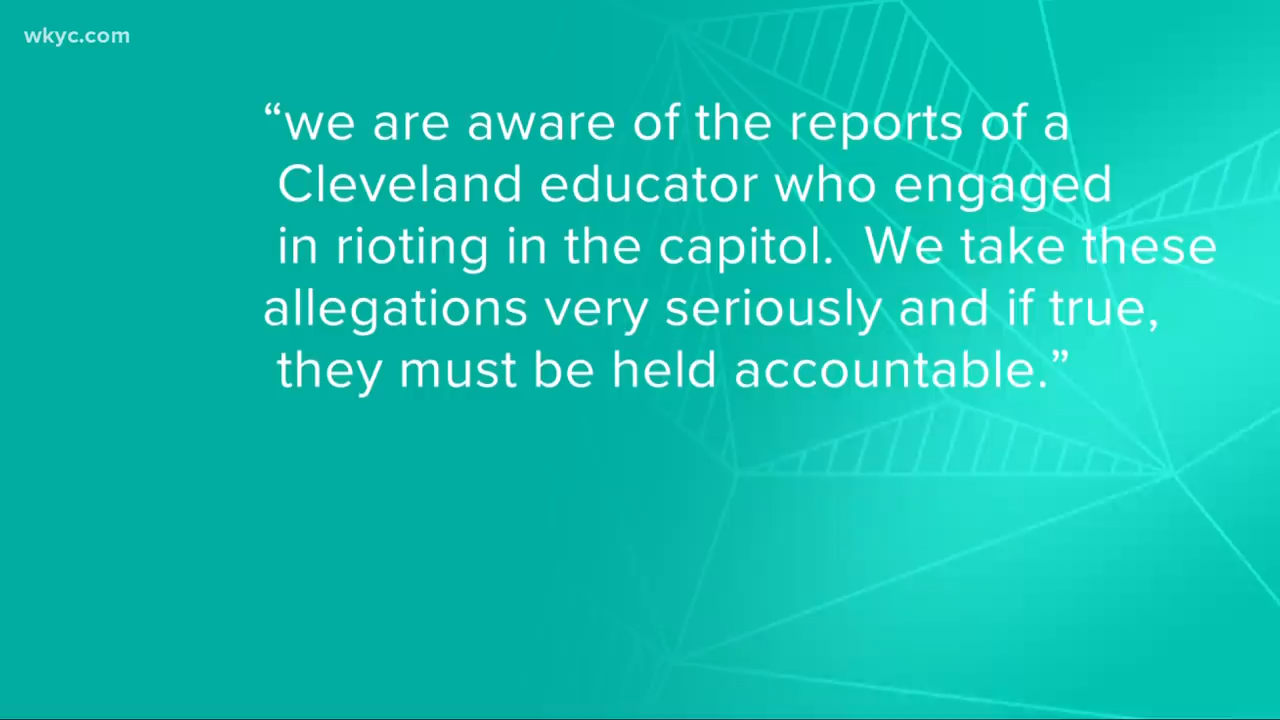 wkyc.com
“we are aware of the reports of a
Cleveland educator who engaged
in rioting in the capitol. We take these
allegations very seriously and if true,
they must be held accountable.”